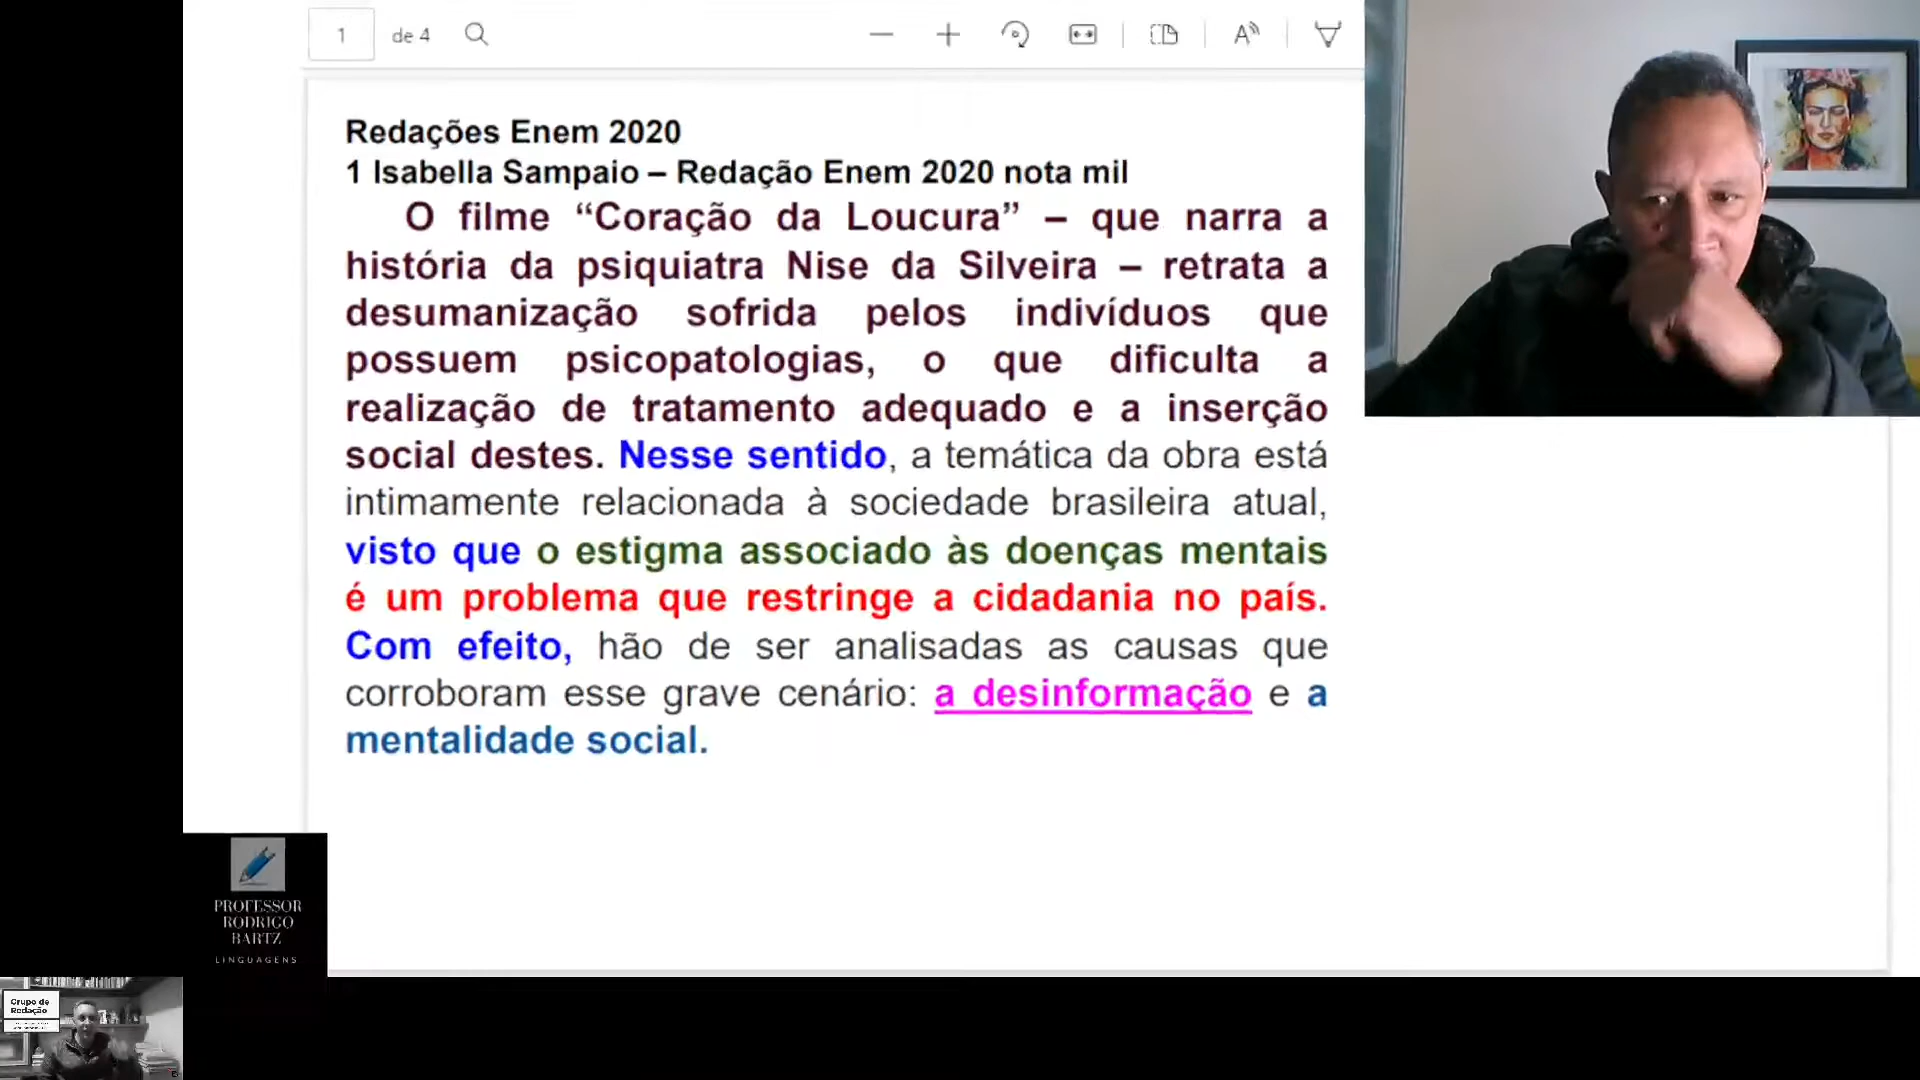 1 de 4
Redações Enem 2020
1 Isabella Sampaio – Redação Enem 2020 nota mil
O filme “Coração da Loucura” – que narra a
história da psiquiatra Nise da Silveira – retrata a
desumanização sofrida pelos indivíduos que
possuem psicopatologias, o que dificulta a
realização de tratamento adequado e a inserção
social destes. Nesse sentido, a temática da obra está
intimamente relacionada à sociedade brasileira atual,
visto que o estigma associado às doenças mentais
é um problema que restringe a cidadania no país.
Com efeito, hão de ser analisadas as causas que
corroboram esse grave cenário: a desinformação e a
mentalidade social.
PROFESSOR
RODRIGO
BARTZ
LINGUAGENS
Grupo de
Redação